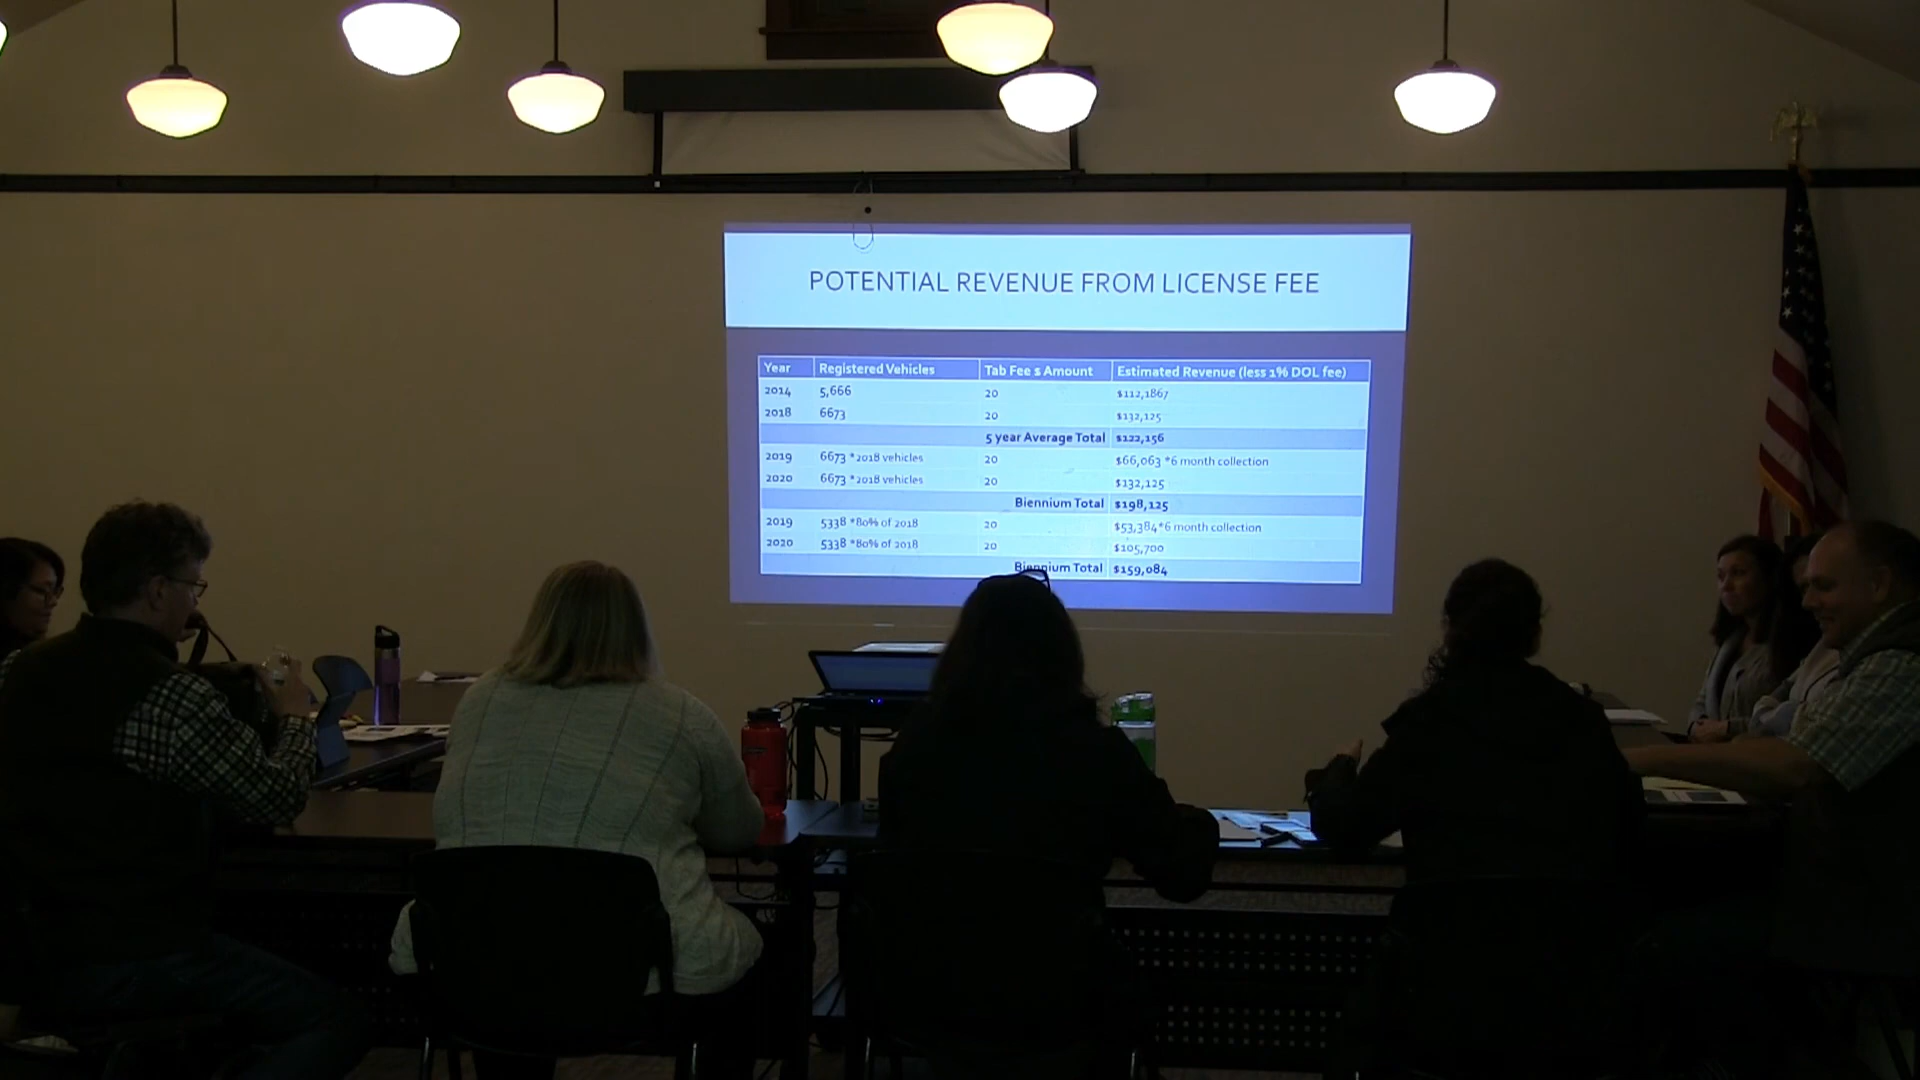 POTENTIAL REVENUE FROM LICENSE FEE
Year Registered Vehicles Tab Fee $ Amount Estimated Revenue (less 1% DOL fee)
2014 5,666 20 $112,1867
2018 6673 20 $132,125
5 year Average Total $122,156
2019 6673 *2018 vehicles 20 $66,063 *6 month collection
2020 6673 *2018 vehicles 20 $132,125
Biennium Total $198,125
2019 5338 *80% of 2018 20 $53,384*6 month collection
2020 5338 *80% of 2018 20 $105,700
Biennium Total $159,084